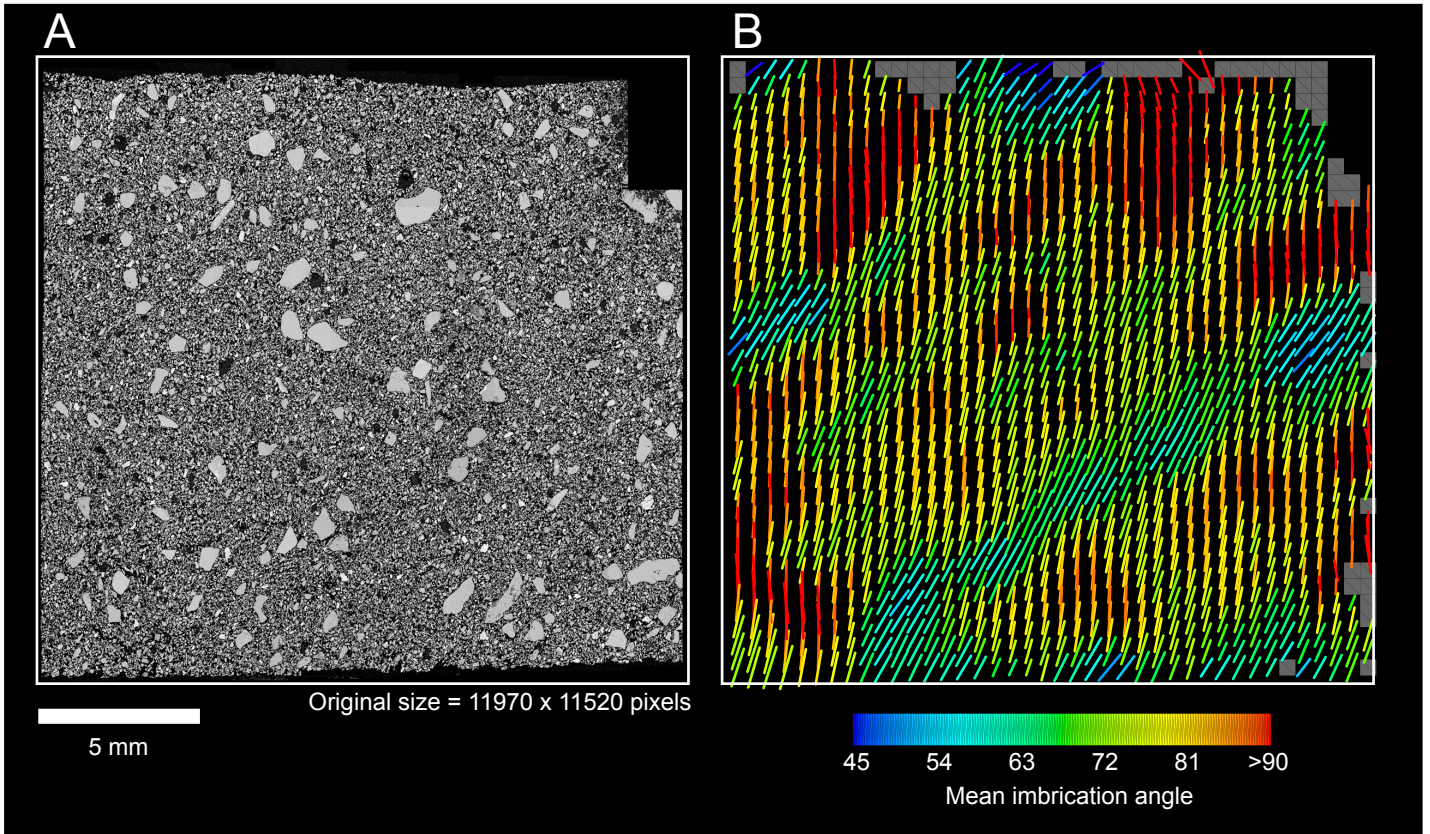 A
B
Original size = 11970 x 11520 pixels
5 mm
45 54 63 72 81 >90
Mean imbrication angle